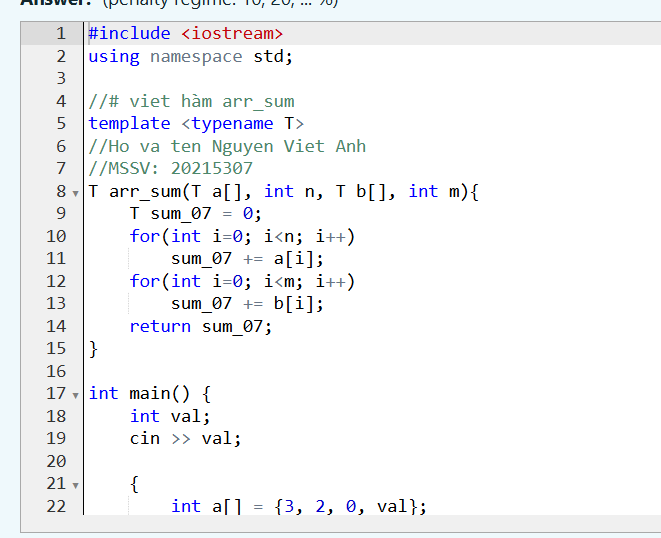 Answer: (penalty regime: 10, 20, ... %)
1 #include <iostream>
2 using namespace std;
3
4 //# viet hàm arr_sum
5 template <typename T>
6 //Ho va ten Nguyen Viet Anh
7 //MSSV: 20215307
8 T arr_sum(T a[], int n, T b[], int m){
9 T sum_07 = 0;
10 for(int i=0; i<n; i++)
11 sum_07 += a[i];
12 for(int i=0; i<m; i++)
13 sum_07 += b[i];
14 return sum_07;
15 }
16
17 int main() {
18 int val;
19 cin >> val;
20
21 {
22 int a[] = {3, 2, 0, val};